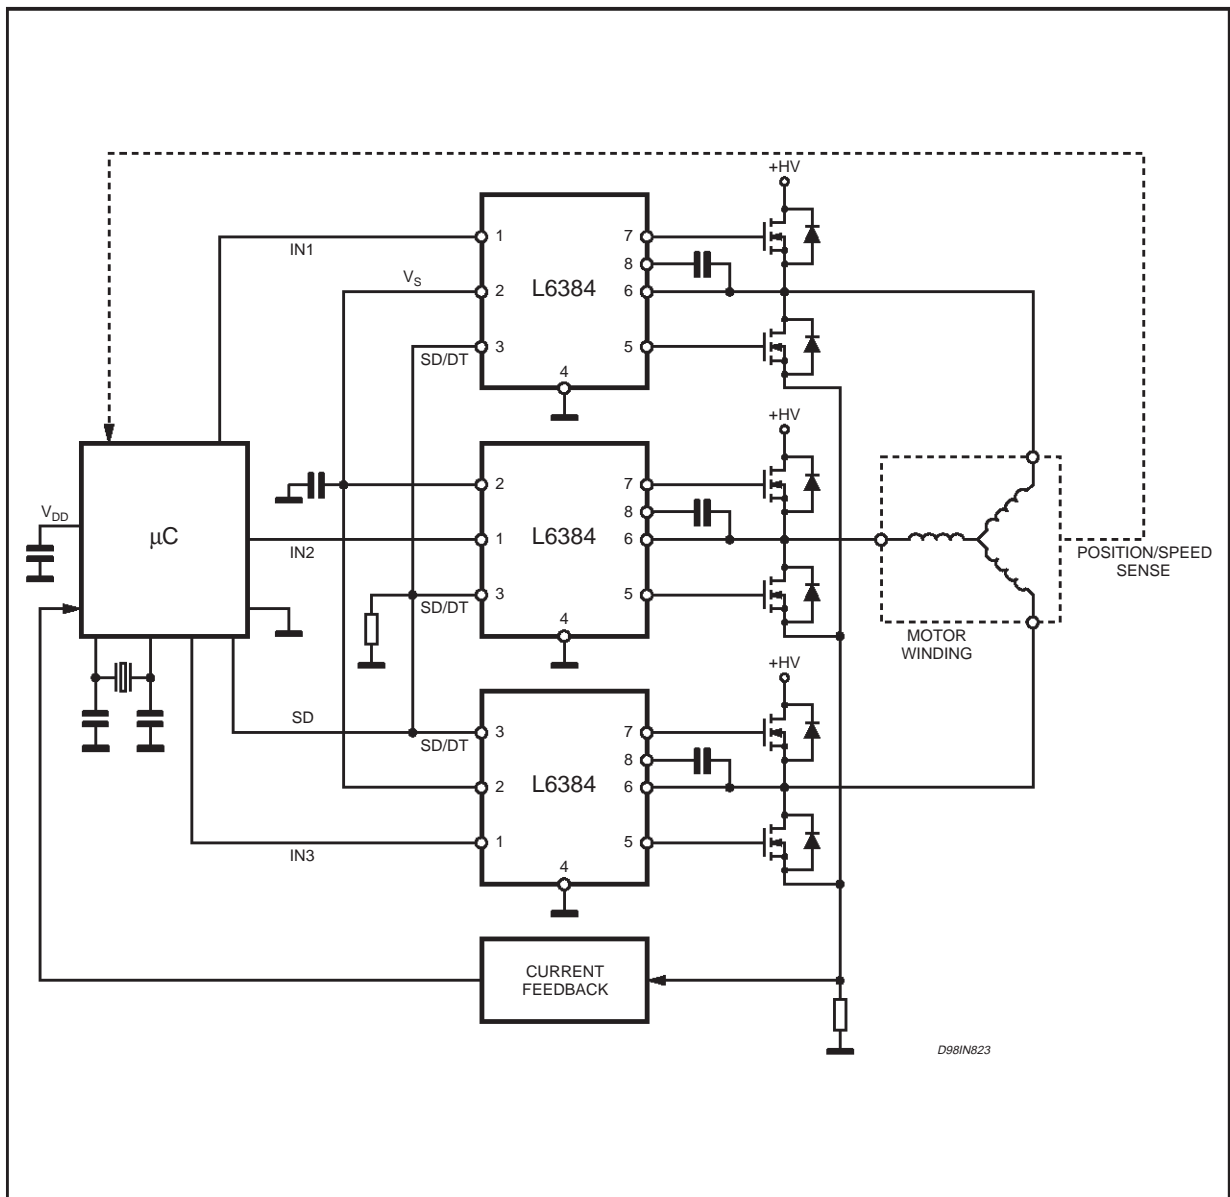 +HV
IN1
1
7
8
V_S
2
L6384
6
SD/DT
3
5
4
+HV
2
7
8
V_DD
μC
IN2
1
L6384
6
POSITION/SPEED
SENSE
SD/DT
3
5
4
MOTOR
WINDING
+HV
SD
SD/DT
3
7
8
2
L6384
6
1
5
IN3
4
CURRENT
FEEDBACK
D98IN823